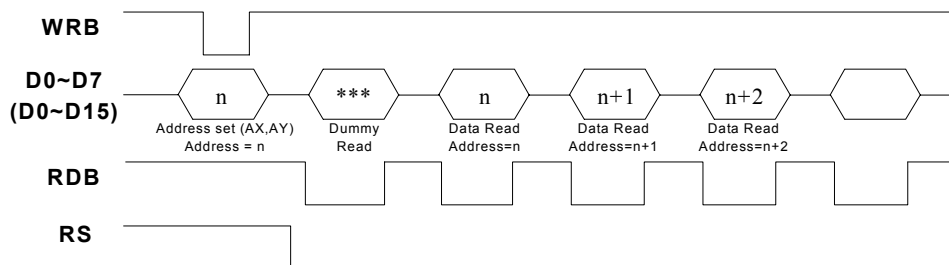 WRB
D0~D7
(D0~D15)
n
***
n
n+1
n+2
Address set (AX,AY)
Address = n
Dummy
Read
Data Read
Address=n
Data Read
Address=n+1
Data Read
Address=n+2
RDB
RS